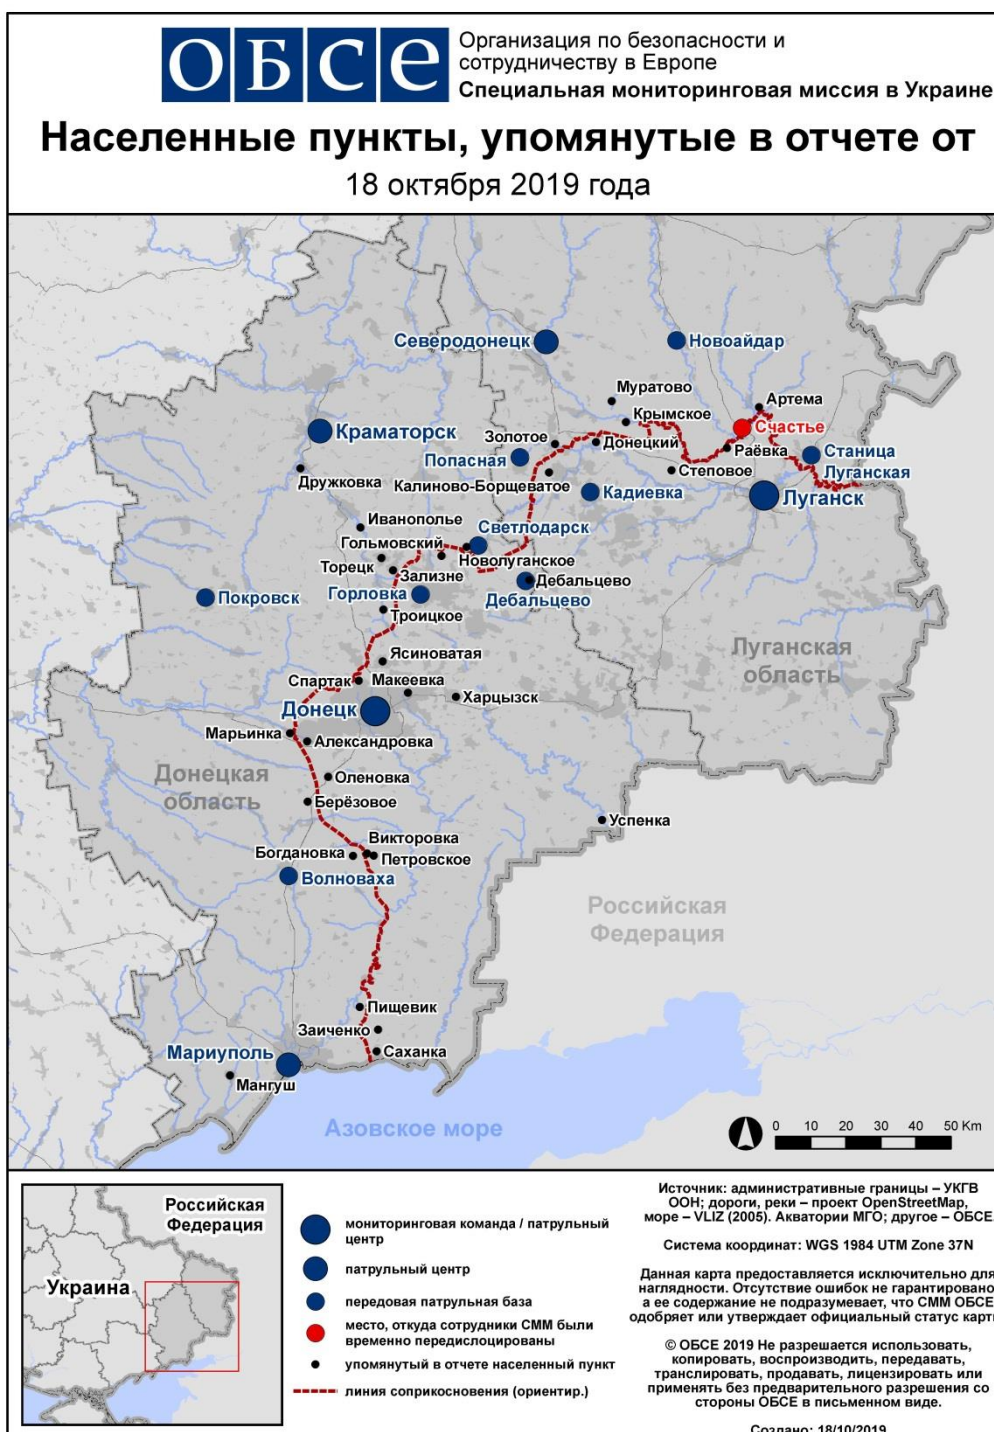 ОБСЕ
Организация по безопасности и
сотрудничеству в Европе
Специальная мониторинговая миссия в Украине
Населенные пункты, упомянутые в отчете от
18 октября 2019 года
Северодонецк
Новоайдар
Муратово
Артема
Крымское
Счастье
Краматорск
Золотое
Донецкий
Раёвка
Станица
Луганская
Попасная
Степовое
Дружковка
Калиново-Борщеватое
Кадиевка
Луганск
Иванополье
Светлодарск
Гольмовский
Новолуганское
Торецк
Зализне
Дебальцево
Покровск
Горловка
Дебальцево
Троицкое
Луганская
область
Ясиноватая
Спартак
Макеевка
Харцызск
Донецк
Марьинка
Александровка
Донецкая
область
Оленовка
Берёзовое
Успенка
Викторовка
Богдановка
Петровское
Волноваха
Российская
Федерация
Пищевик
Заиченко
Саханка
Мариуполь
Мангуш
Азовское море
0 10 20 30 40 50 Km
Российская
Федерация
Украина
мониторинговая команда / патрульный
центр
патрульный центр
передовая патрульная база
место, откуда сотрудники СММ были
временно передислоцированы
упомянутый в отчете населенный пункт
линия соприкосновения (ориентир.)
Источник: административные границы – УКГВ
ООН; дороги, реки – проект OpenStreetMap,
море – VLIZ (2005). Акватории МГО; другое – ОБСЕ.
Система координат: WGS 1984 UTM Zone 37N
Данная карта предоставляется исключительно для
наглядности. Отсутствие ошибок не гарантировано,
а ее содержание не подразумевает, что СММ ОБСЕ
одобряет или утверждает официальный статус карты
© ОБСЕ 2019 Не разрешается использовать,
копировать, воспроизводить, передавать,
транслировать, продавать, лицензировать или
применять без предварительного разрешения со
стороны ОБСЕ в письменном виде.
Создано: 18/10/2019